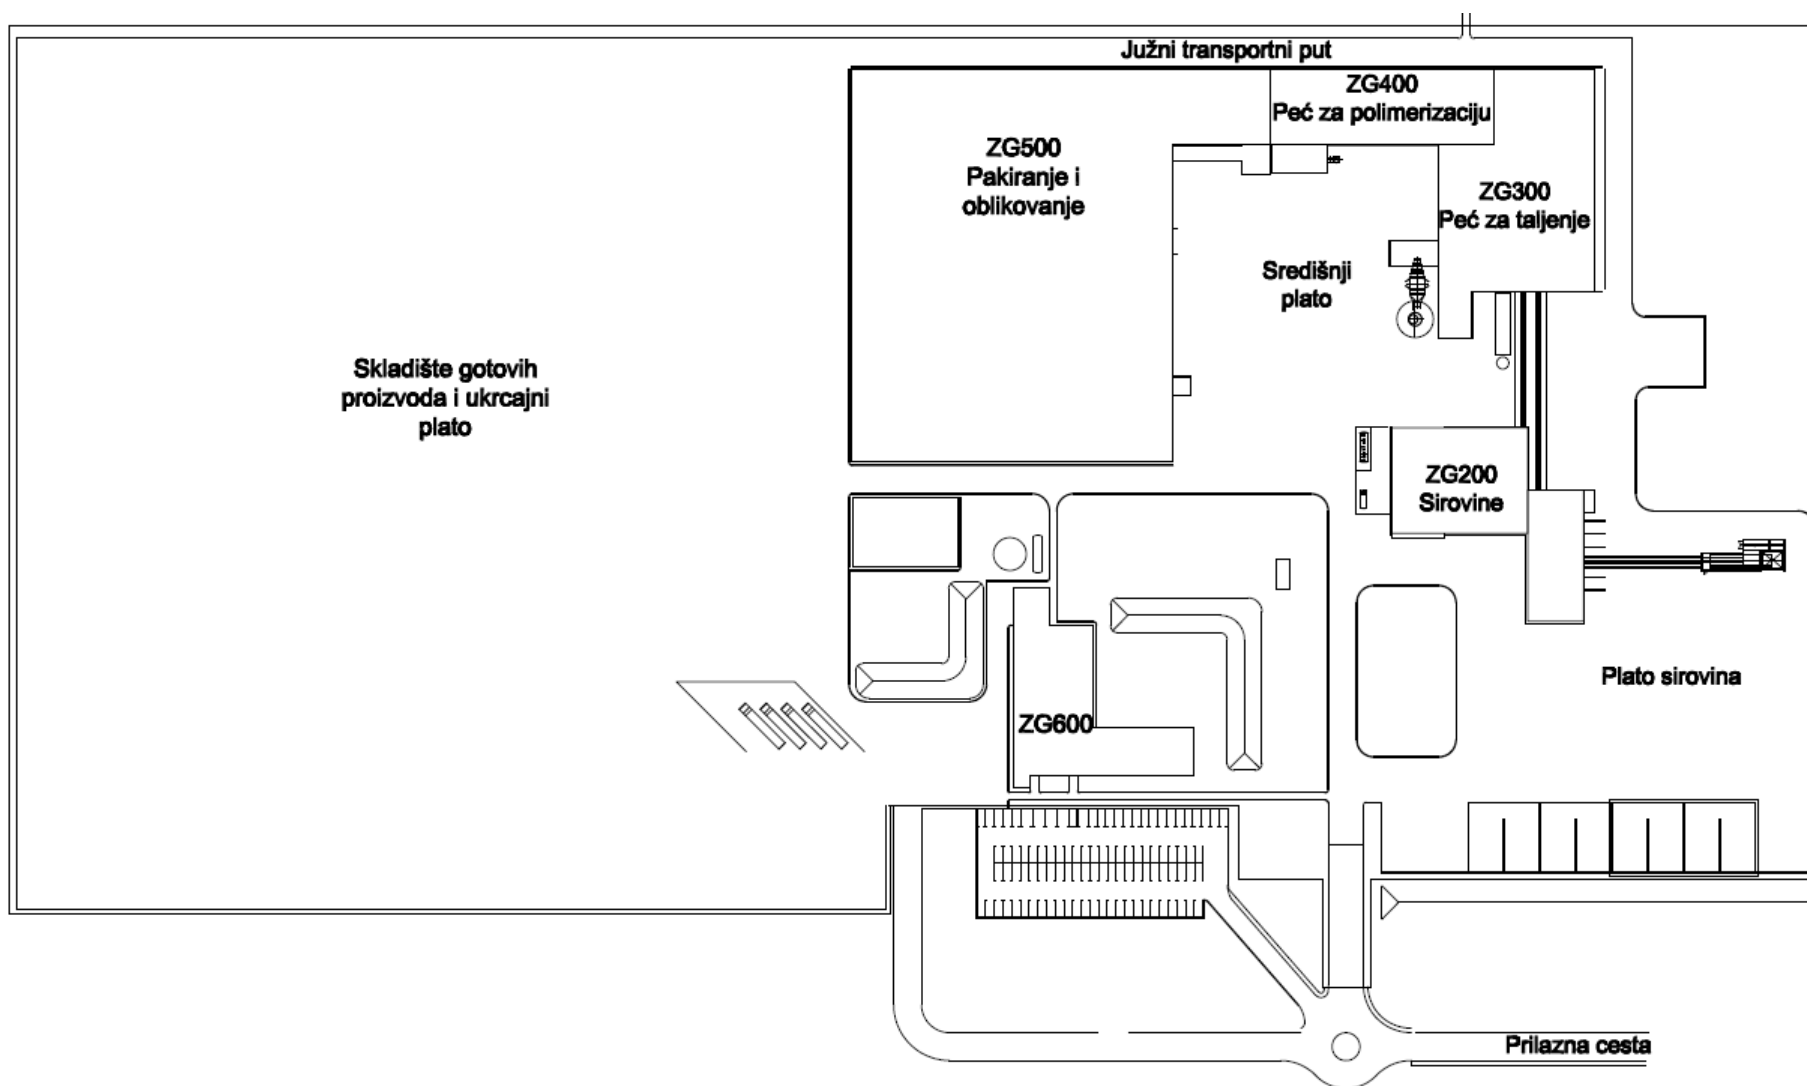 Južni transportni put
ZG400
Peć za polimerizaciju
ZG500
Pakiranje i
oblikovanje
ZG300
Peć za taljenje
Središnji
plato
Skladište gotovih
proizvoda i ukrcajni
plato
ZG200
Sirovine
Plato sirovina
ZG600
Prilazna cesta